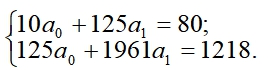 10a₀ + 125a₁ = 80;
125a₀ + 1961a₁ = 1218.